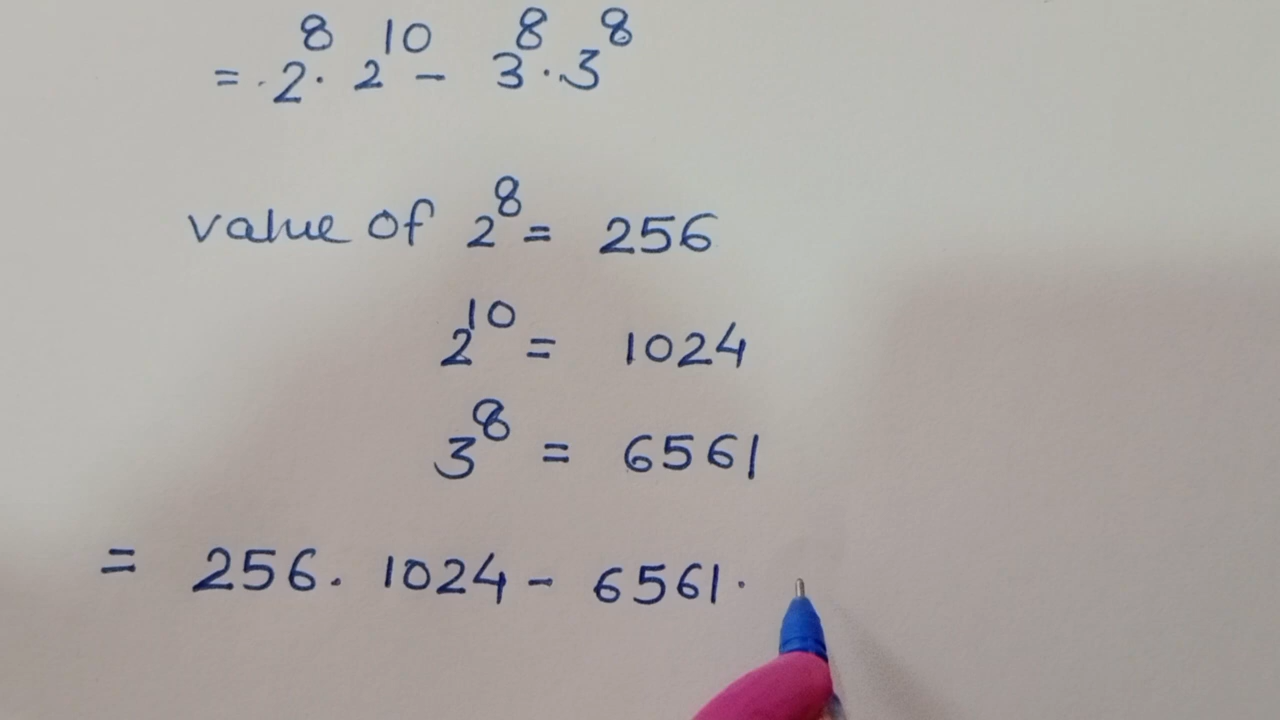 = 2⁸ · 2¹⁰ - 3⁸ · 3⁸
value of 2⁸ = 256
2¹⁰ = 1024
3⁸ = 6561
= 256 . 1024 - 6561 ·